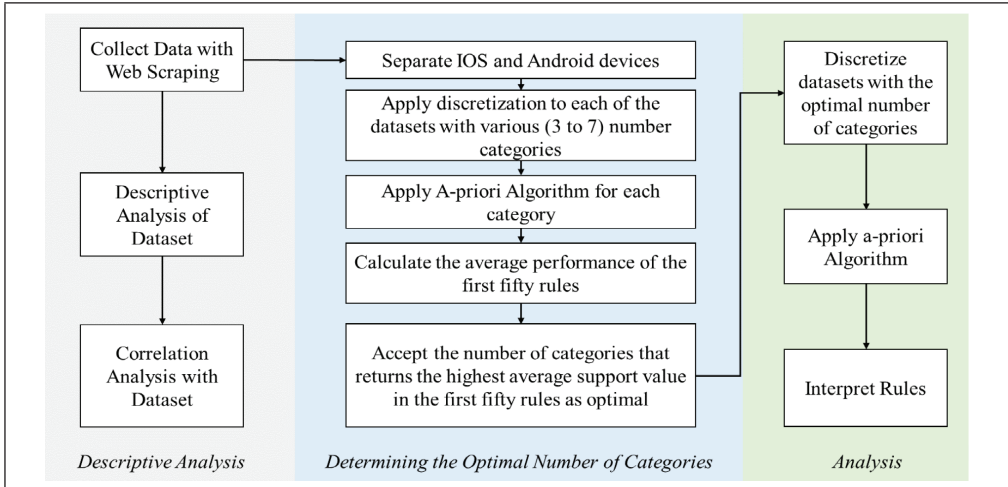 Collect Data with
Web Scraping
Descriptive
Analysis of
Dataset
Correlation
Analysis with
Dataset
Descriptive Analysis
Separate IOS and Android devices
Apply discretization to each of the
datasets with various (3 to 7) number
categories
Apply A-priori Algorithm for each
category
Calculate the average performance of the
first fifty rules
Accept the number of categories that
returns the highest average support value
in the first fifty rules as optimal
Determining the Optimal Number of Categories
Discretize
datasets with the
optimal number
of categories
Apply a-priori
Algorithm
Interpret Rules
Analysis